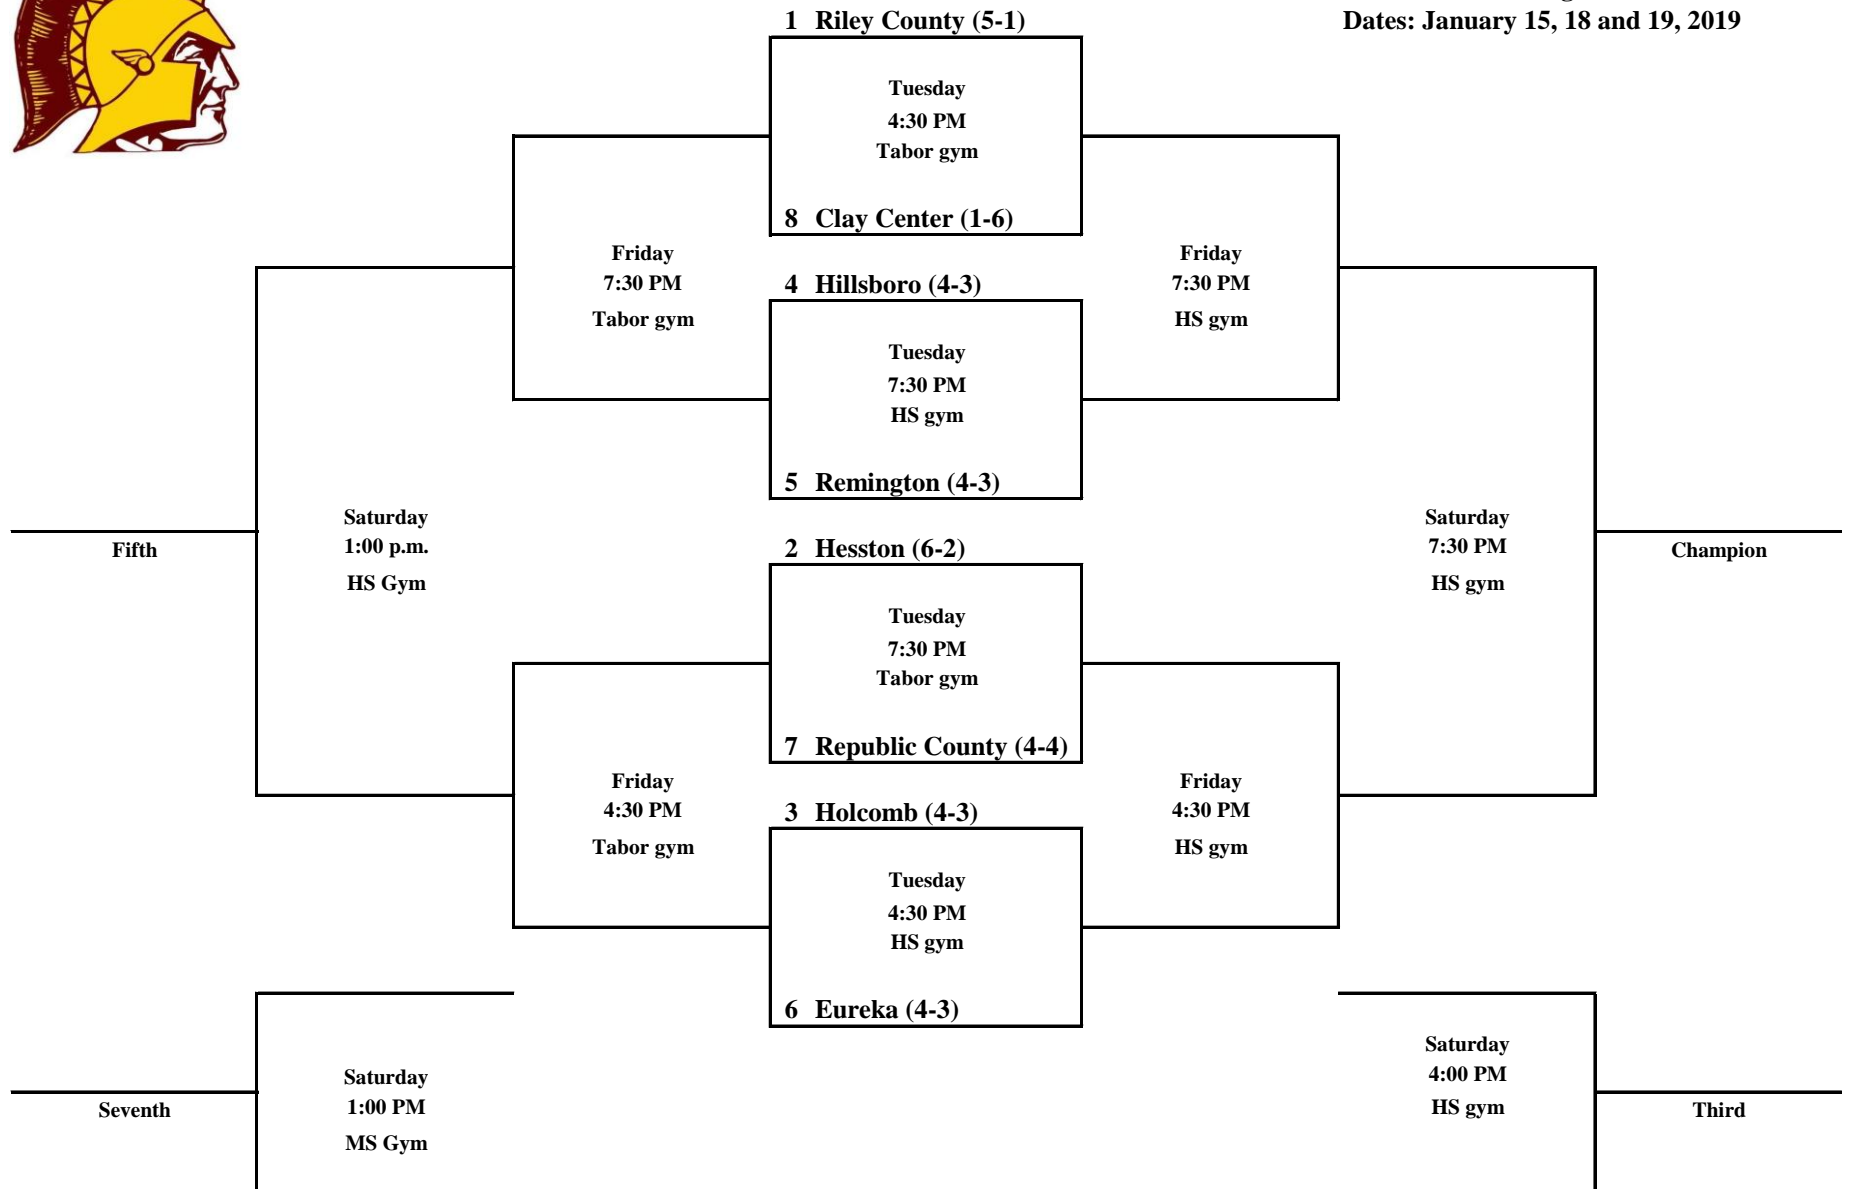 1 Riley County (5-1)
Dates: January 15, 18 and 19, 2019
Tuesday
4:30 PM
Tabor gym
8 Clay Center (1-6)
Friday
7:30 PM
Tabor gym
Friday
7:30 PM
HS gym
4 Hillsboro (4-3)
Tuesday
7:30 PM
HS gym
5 Remington (4-3)
Saturday
1:00 p.m.
HS Gym
Fifth
Saturday
7:30 PM
HS gym
Champion
2 Hesston (6-2)
Tuesday
7:30 PM
Tabor gym
7 Republic County (4-4)
Friday
4:30 PM
Tabor gym
Friday
4:30 PM
HS gym
3 Holcomb (4-3)
Tuesday
4:30 PM
HS gym
6 Eureka (4-3)
Saturday
1:00 PM
MS Gym
Seventh
Saturday
4:00 PM
HS gym
Third